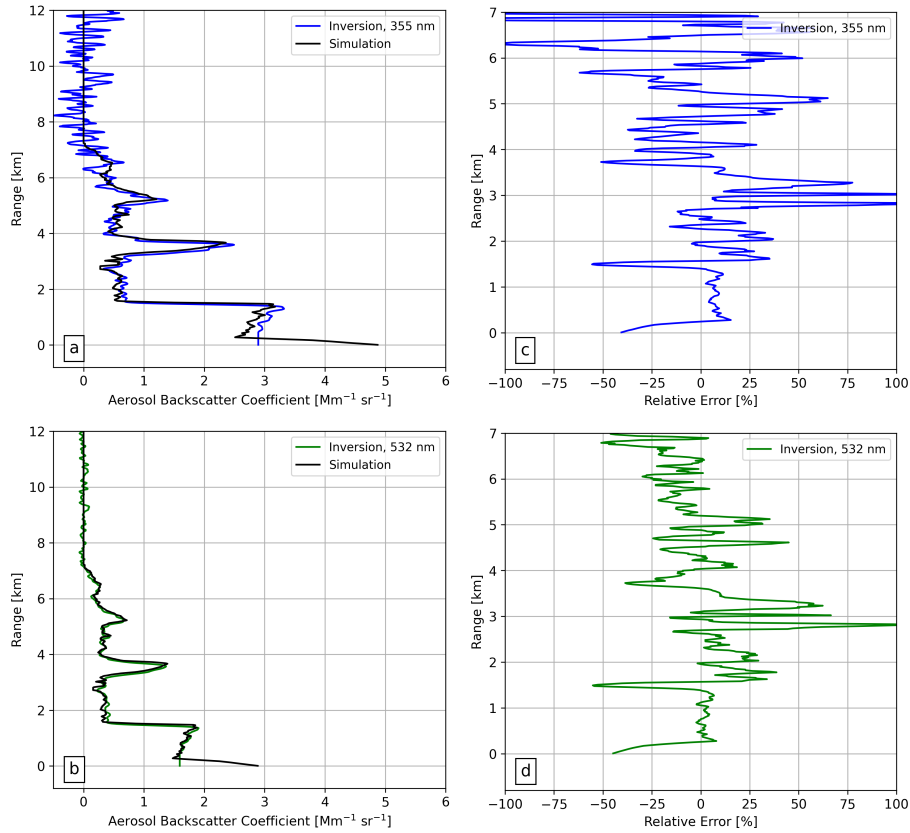 12
10
8
6
4
2
0
Range [km]
Inversion, 355 nm
Simulation
a
0 1 2 3 4 5 6
Aerosol Backscatter Coefficient [Mm⁻¹ sr⁻¹]
7
6
5
4
3
2
1
0
Range [km]
Inversion, 355 nm
c
−100 −75 −50 −25 0 25 50 75 100
Relative Error [%]
12
10
8
6
4
2
0
Range [km]
Inversion, 532 nm
Simulation
b
0 1 2 3 4 5 6
Aerosol Backscatter Coefficient [Mm⁻¹ sr⁻¹]
7
6
5
4
3
2
1
0
Range [km]
Inversion, 532 nm
d
−100 −75 −50 −25 0 25 50 75 100
Relative Error [%]